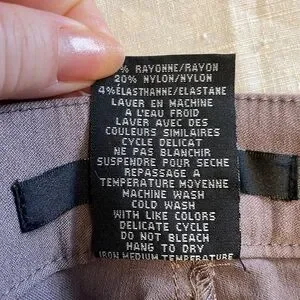 % RAYONNE/RAYON
20% NYLON/NYLON
4%ÉLASTHANNE/ELASTANE
LAVER EN MACHINE
A L'EAU FROID
LAVER AVEC DES
COULEURS SIMILAIRES
CYCLE DELICAT
NE PAS BLANCHIR
SUSPENDRE POUR SECHE
REPASSAGE A
TEMPERATURE MOYENNE
MACHINE WASH
COLD WASH
WITH LIKE COLORS
DELICATE CYCLE
DO NOT BLEACH
HANG TO DRY
IRON MEDIUM TEMPERATURE